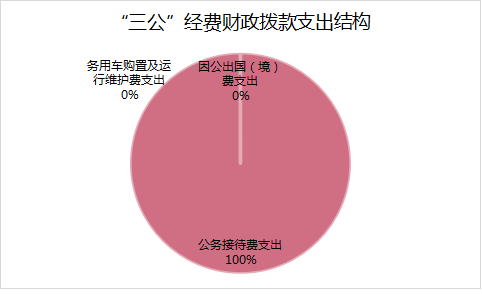 “三公”经费财政拨款支出结构
务用车购置及运
行维护费支出
0%
因公出国（境）
费支出
0%
公务接待费支出
100%